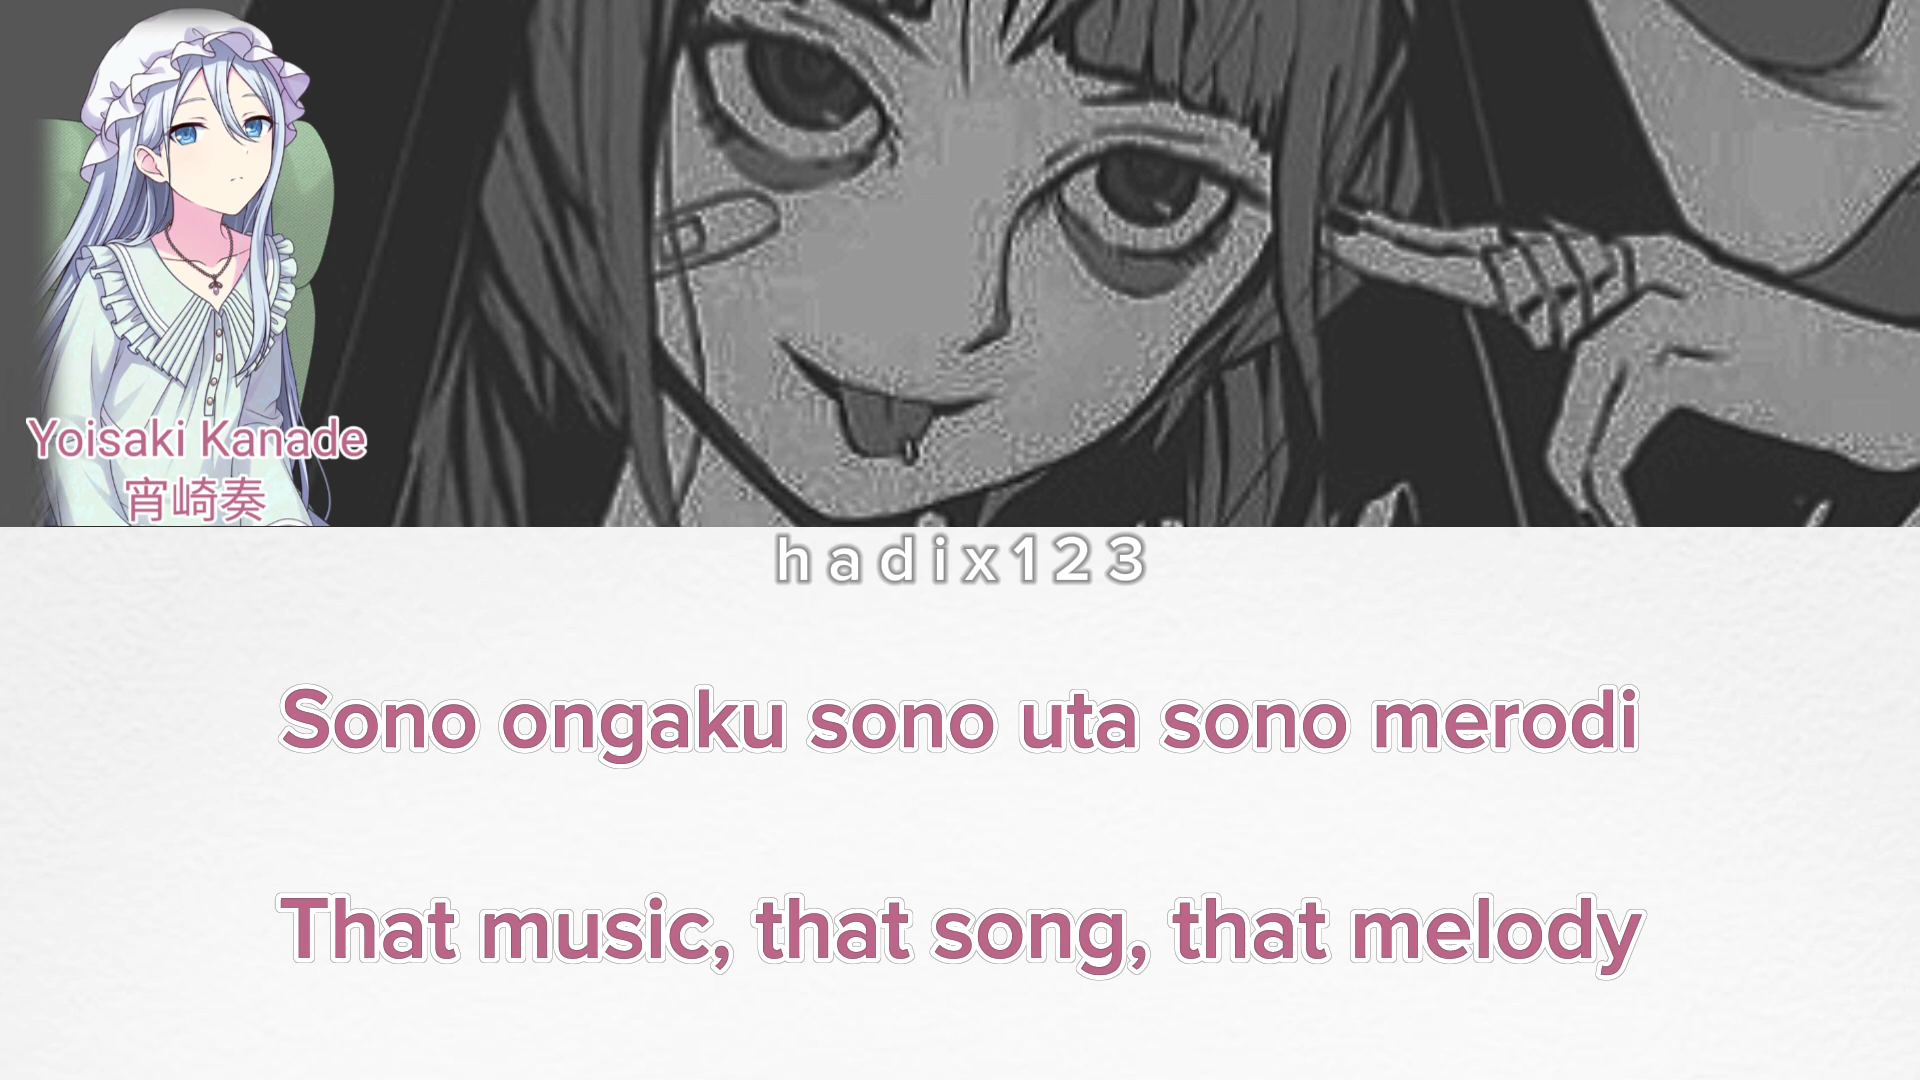 Yoisaki Kanade
宵崎奏
hadix123
Sono ongaku sono uta sono merodi
That music, that song, that melody